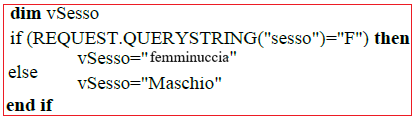 dim vSesso
if (REQUEST.QUERYSTRING("sesso")="F") then
vSesso="femminuccia"
else
vSesso="Maschio"
end if